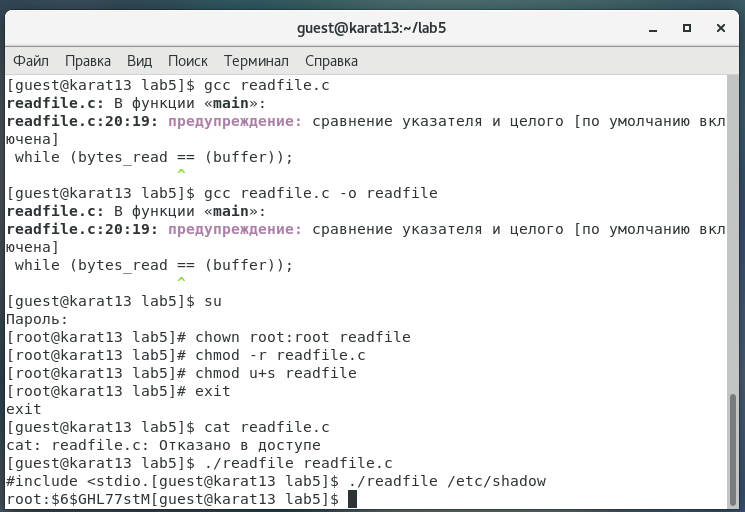 guest@karat13:~/lab5
Файл Правка Вид Поиск Терминал Справка
[guest@karat13 lab5]$ gcc readfile.c
readfile.c: В функции «main»:
readfile.c:20:19: предупреждение: сравнение указателя и целого [по умолчанию вкл
ючена]
 while (bytes_read == (buffer));
                   ^
[guest@karat13 lab5]$ gcc readfile.c -o readfile
readfile.c: В функции «main»:
readfile.c:20:19: предупреждение: сравнение указателя и целого [по умолчанию вкл
ючена]
 while (bytes_read == (buffer));
                   ^
[guest@karat13 lab5]$ su
Пароль:
[root@karat13 lab5]# chown root:root readfile
[root@karat13 lab5]# chmod -r readfile.c
[root@karat13 lab5]# chmod u+s readfile
[root@karat13 lab5]# exit
exit
[guest@karat13 lab5]$ cat readfile.c
cat: readfile.c: Отказано в доступе
[guest@karat13 lab5]$ ./readfile readfile.c
#include <stdio.[guest@karat13 lab5]$ ./readfile /etc/shadow
root:$6$GHL77stM[guest@karat13 lab5]$